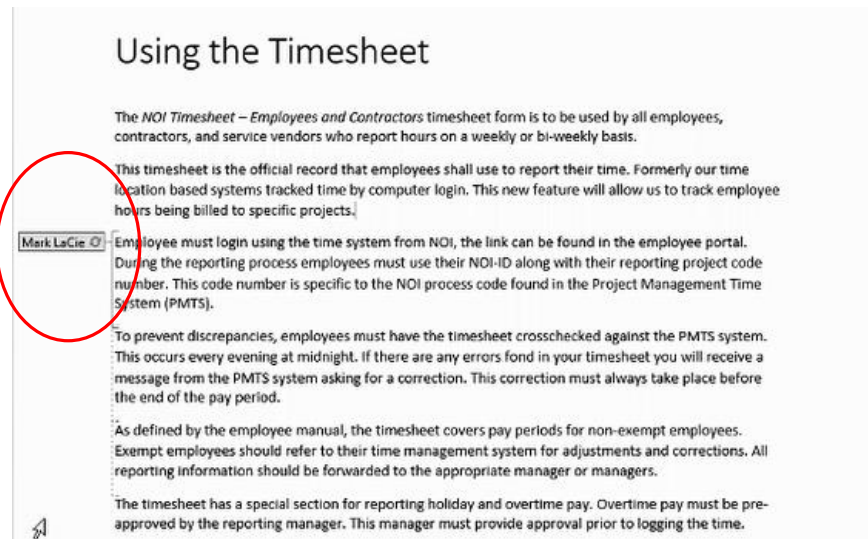 Using the Timesheet
The NOI Timesheet – Employees and Contractors timesheet form is to be used by all employees,
contractors, and service vendors who report hours on a weekly or bi-weekly basis.
This timesheet is the official record that employees shall use to report their time. Formerly our time
location based systems tracked time by computer login. This new feature will allow us to track employee
hours being billed to specific projects.
Mark LaCie
Employee must login using the time system from NOI, the link can be found in the employee portal.
During the reporting process employees must use their NOI-ID along with their reporting project code
number. This code number is specific to the NOI process code found in the Project Management Time
System (PMTS).
To prevent discrepancies, employees must have the timesheet crosschecked against the PMTS system.
This occurs every evening at midnight. If there are any errors fond in your timesheet you will receive a
message from the PMTS system asking for a correction. This correction must always take place before
the end of the pay period.
As defined by the employee manual, the timesheet covers pay periods for non-exempt employees.
Exempt employees should refer to their time management system for adjustments and corrections. All
reporting information should be forwarded to the appropriate manager or managers.
The timesheet has a special section for reporting holiday and overtime pay. Overtime pay must be pre-
approved by the reporting manager. This manager must provide approval prior to logging the time.